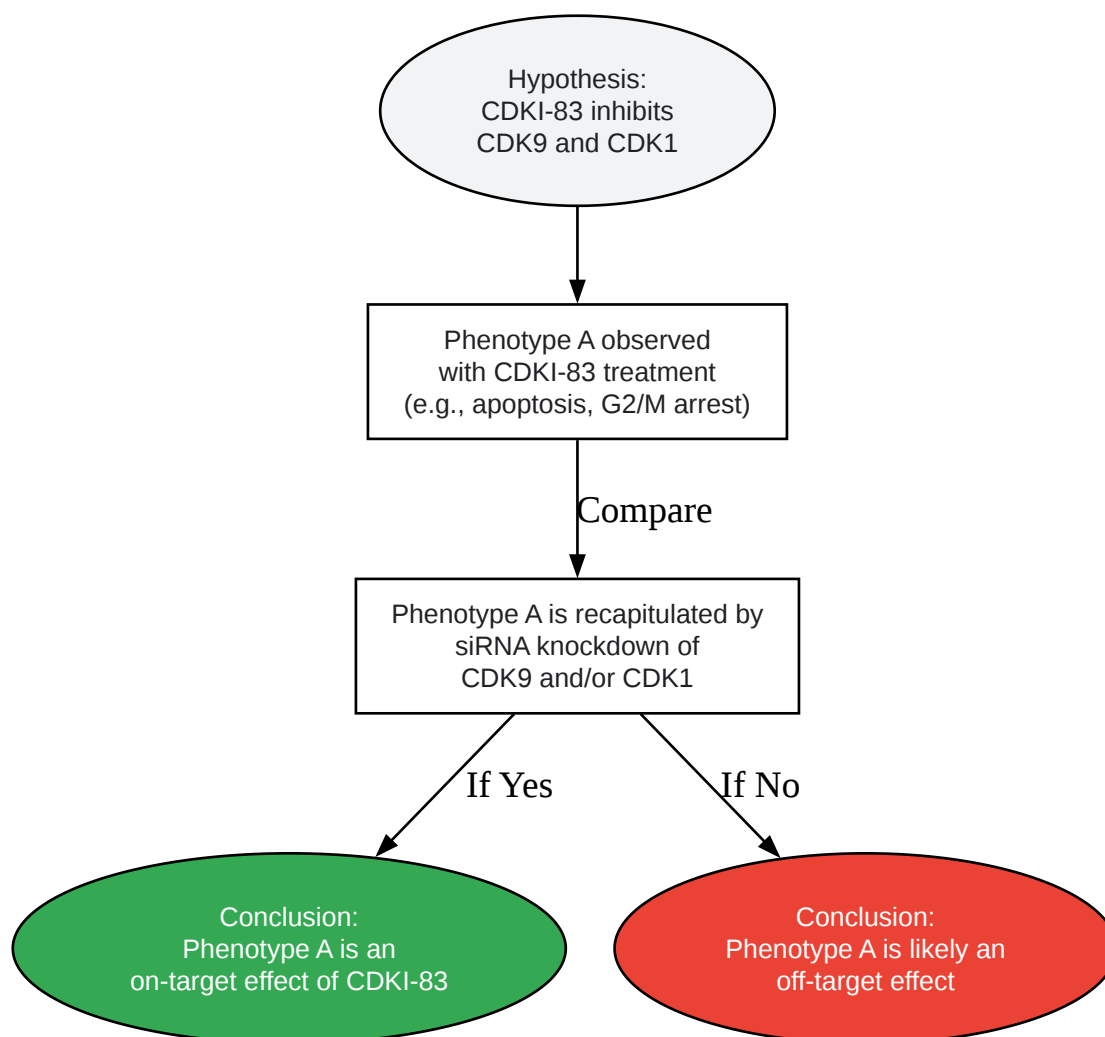 Hypothesis:
CDKI-83 inhibits
CDK9 and CDK1
Phenotype A observed
with CDKI-83 treatment
(e.g., apoptosis, G2/M arrest)
Compare
Phenotype A is recapitulated by
siRNA knockdown of
CDK9 and/or CDK1
If Yes
If No
Conclusion:
Phenotype A is an
on-target effect of CDKI-83
Conclusion:
Phenotype A is likely an
off-target effect